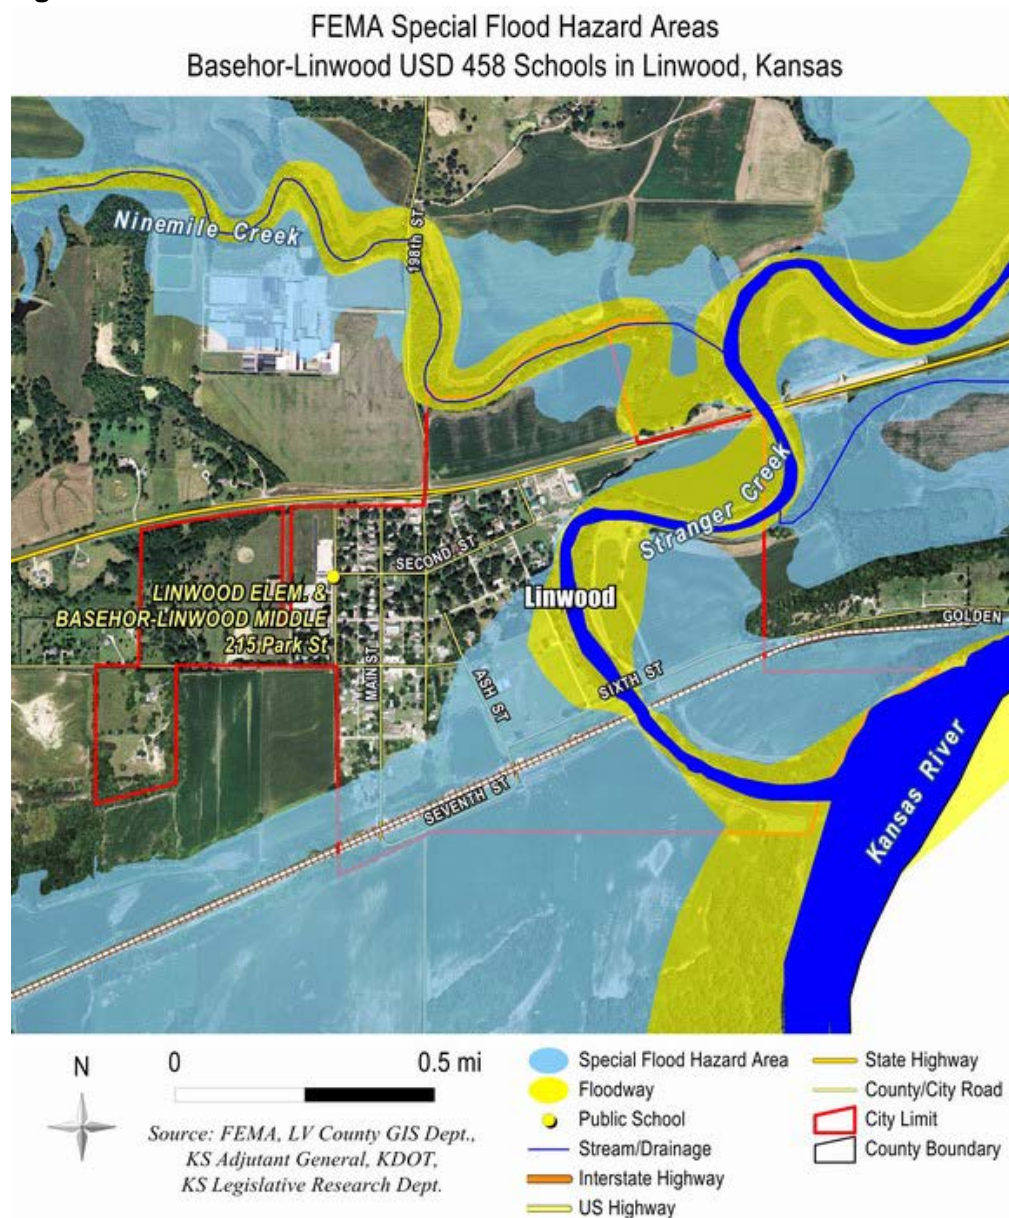 FEMA Special Flood Hazard Areas
Basehor-Linwood USD 458 Schools in Linwood, Kansas
Ninemile Creek
198th ST
Stranger Creek
SECOND ST
LINWOOD ELEM. &
BASEHOR-LINWOOD MIDDLE
215 Park St
Linwood
GOLDEN
MAIN ST
ASH ST
SIXTH ST
SEVENTH ST
Kansas River
N
0 0.5 mi
Source: FEMA, LV County GIS Dept.,
KS Adjutant General, KDOT,
KS Legislative Research Dept.
Special Flood Hazard Area
Floodway
Public School
Stream/Drainage
Interstate Highway
US Highway
State Highway
County/City Road
City Limit
County Boundary